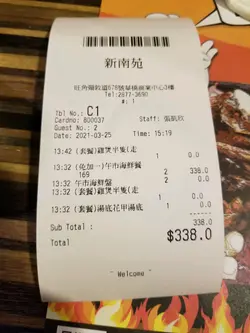 新南苑
旺角彌敦道678號華僑商業中心3樓
Tel:2677-3690
#: 1
Tbl No.: C1
Cardno: 800037 Staff: 張凱欣
Guest No.: 2
Date: 2021-03-25 Time: 15:19
13:42 (套餐)雞煲半隻(走
1 0.0
13:32 (免加一)午市海鮮餐
169 2 338.0
13:32 午市海鮮盤
2 0.0
13:32 (套餐)雞煲半隻(走
1 0.0
13:32 (套餐)湯底花甲湯底
1 0.0
Sub Total : 338.0
Total $338.0
~ Welcome ~